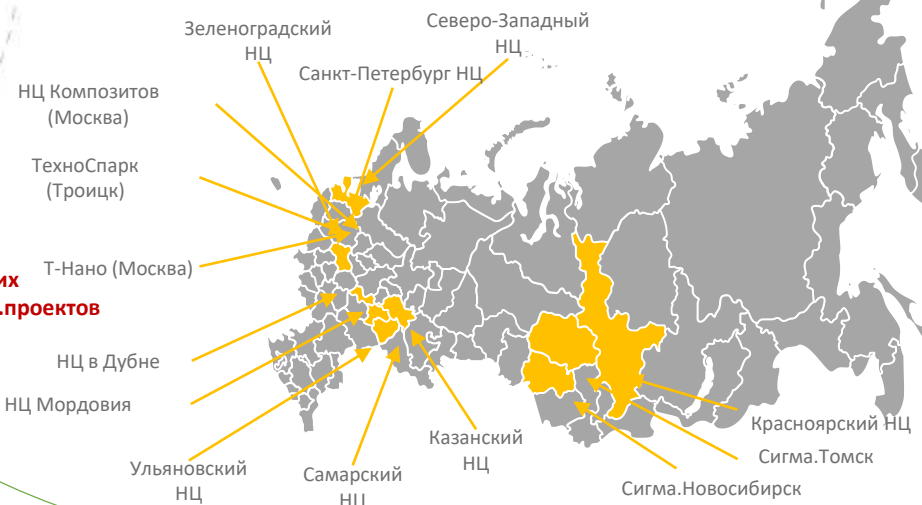 Зеленоградский
НЦ
Северо-Западный
НЦ
Санкт-Петербург НЦ
НЦ Композитов
(Москва)
ТехноСпарк
(Троицк)
Т-Нано (Москва)
их
.проектов
НЦ в Дубне
НЦ Мордовия
Ульяновский
НЦ
Самарский
НЦ
Казанский
НЦ
Красноярский НЦ
Сигма.Томск
Сигма.Новосибирск